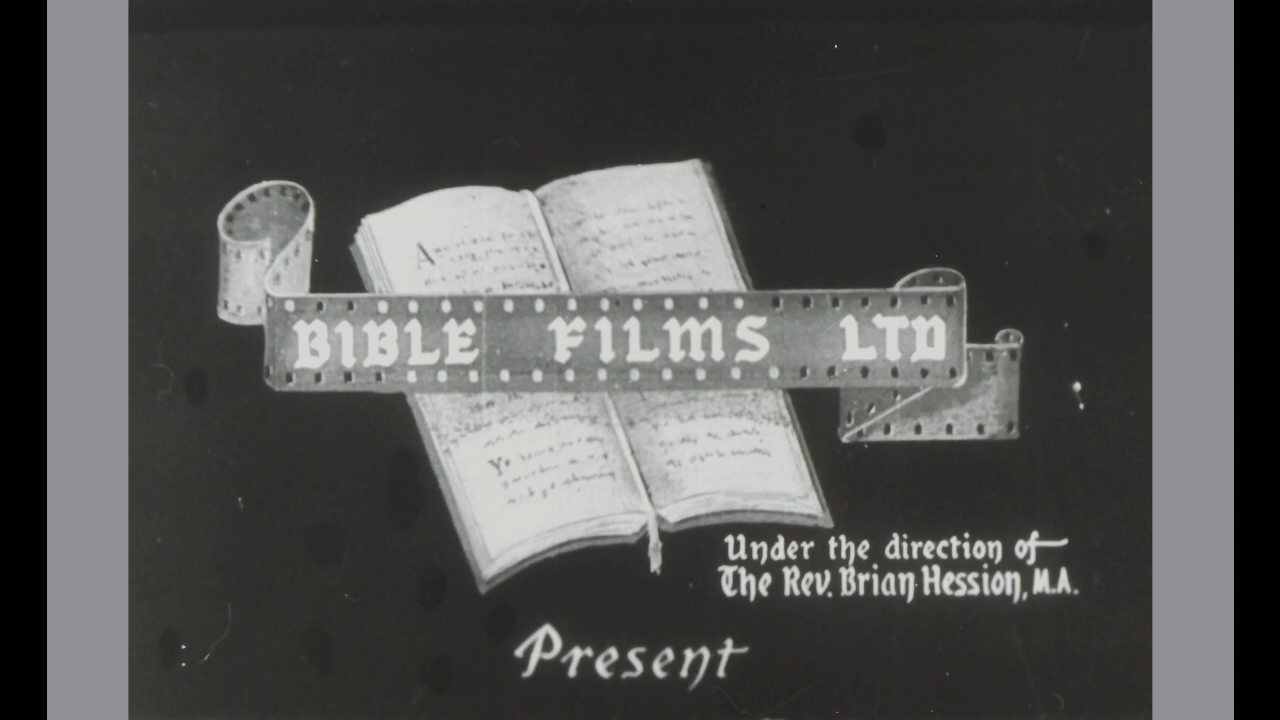 BIBLE FILMS LTD
Under the direction of
The Rev. Brian Hession, M.A.
Present